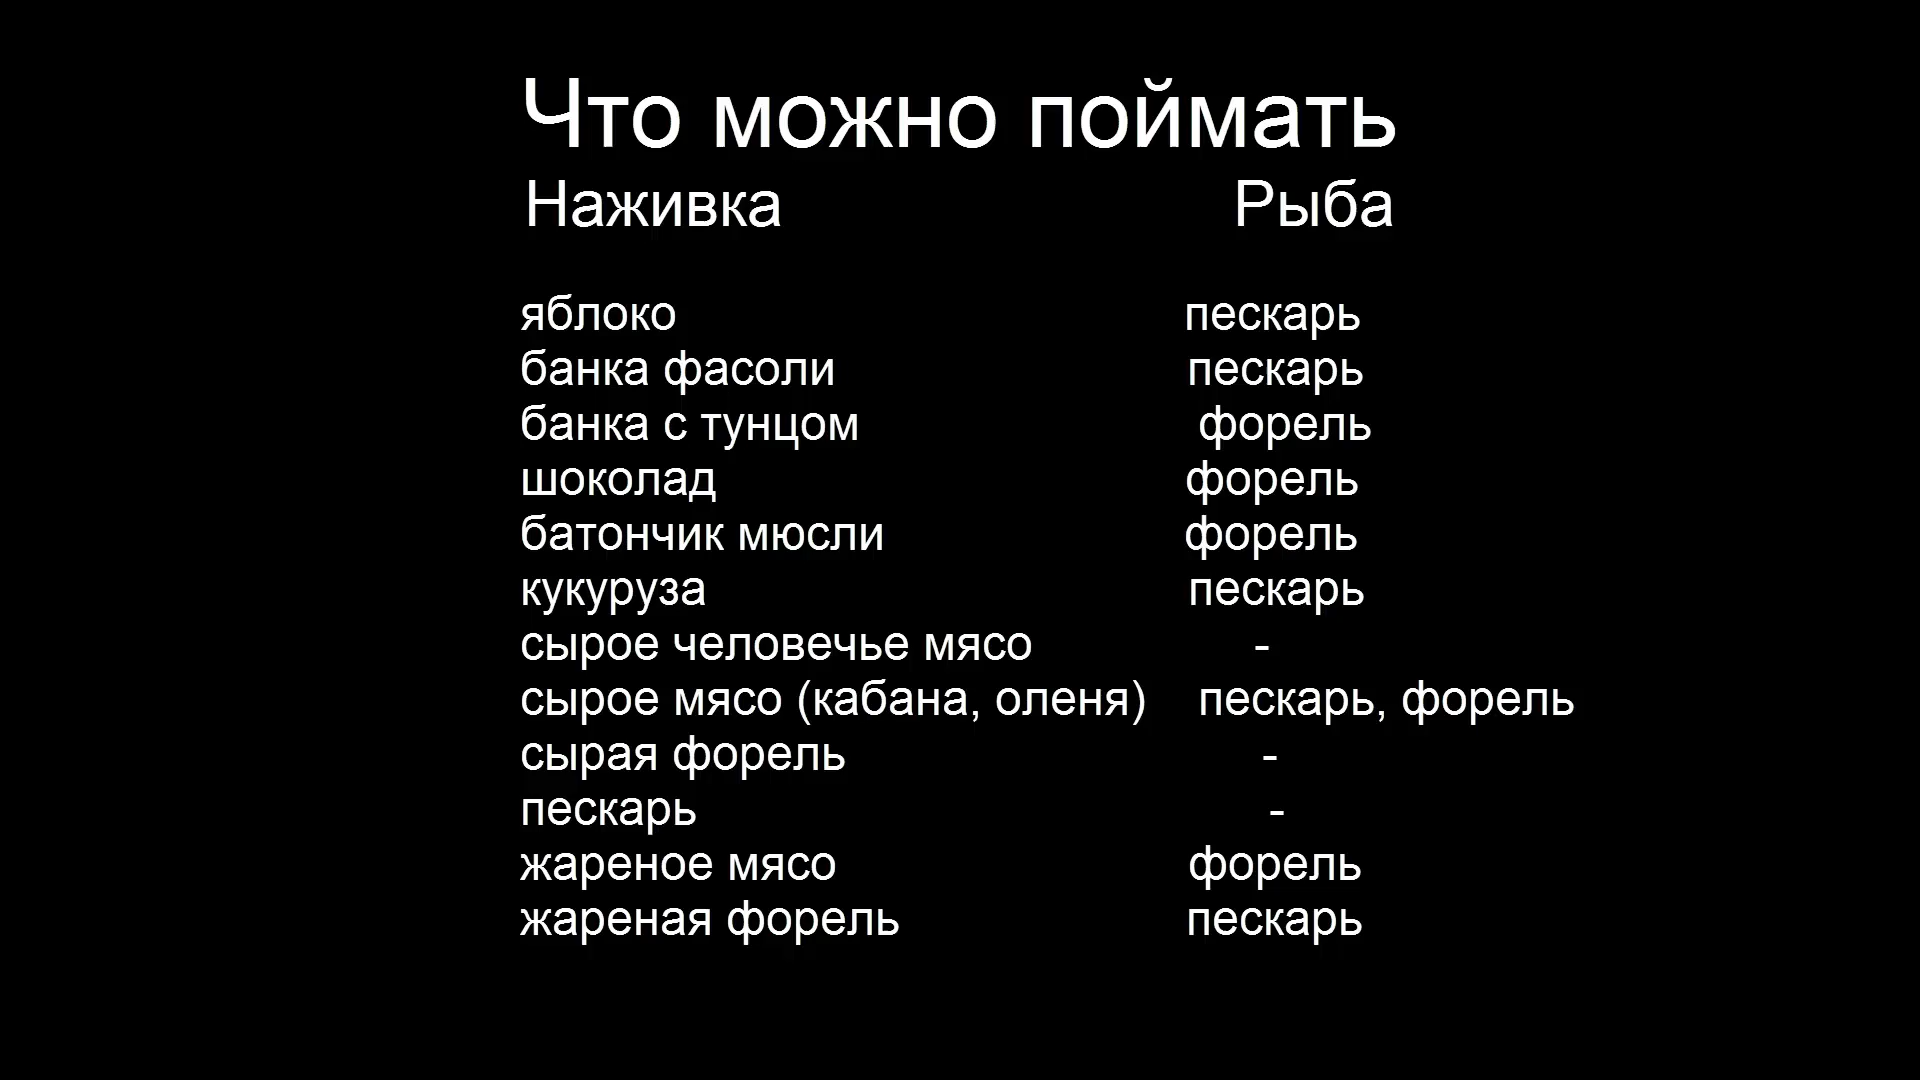 Что можно поймать
Наживка Рыба
яблоко пескарь
банка фасоли пескарь
банка с тунцом форель
шоколад форель
батончик мюсли форель
кукуруза пескарь
сырое человечье мясо -
сырое мясо (кабана, оленя) пескарь, форель
сырая форель -
пескарь -
жареное мясо форель
жареная форель пескарь